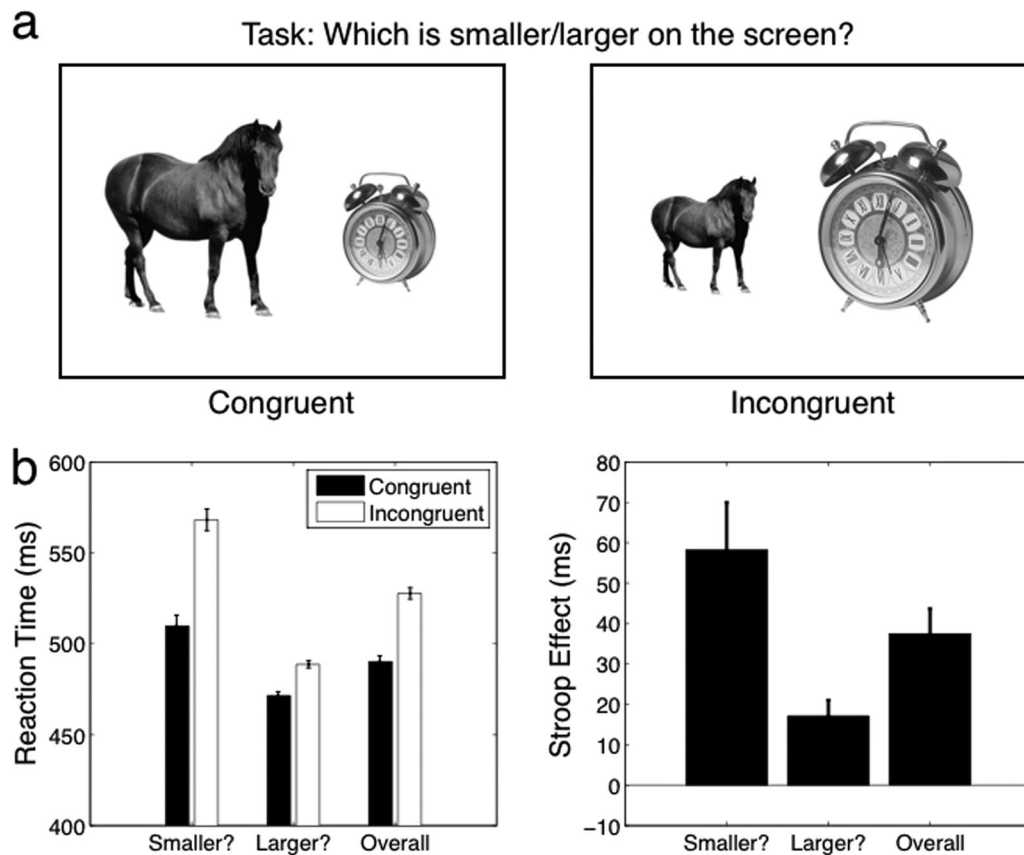 a
Task: Which is smaller/larger on the screen?
Congruent
Incongruent
b
Reaction Time (ms)
600
550
500
450
400
Congruent
Incongruent
Smaller? Larger? Overall
Stroop Effect (ms)
80
70
60
50
40
30
20
10
0
−10
Smaller? Larger? Overall